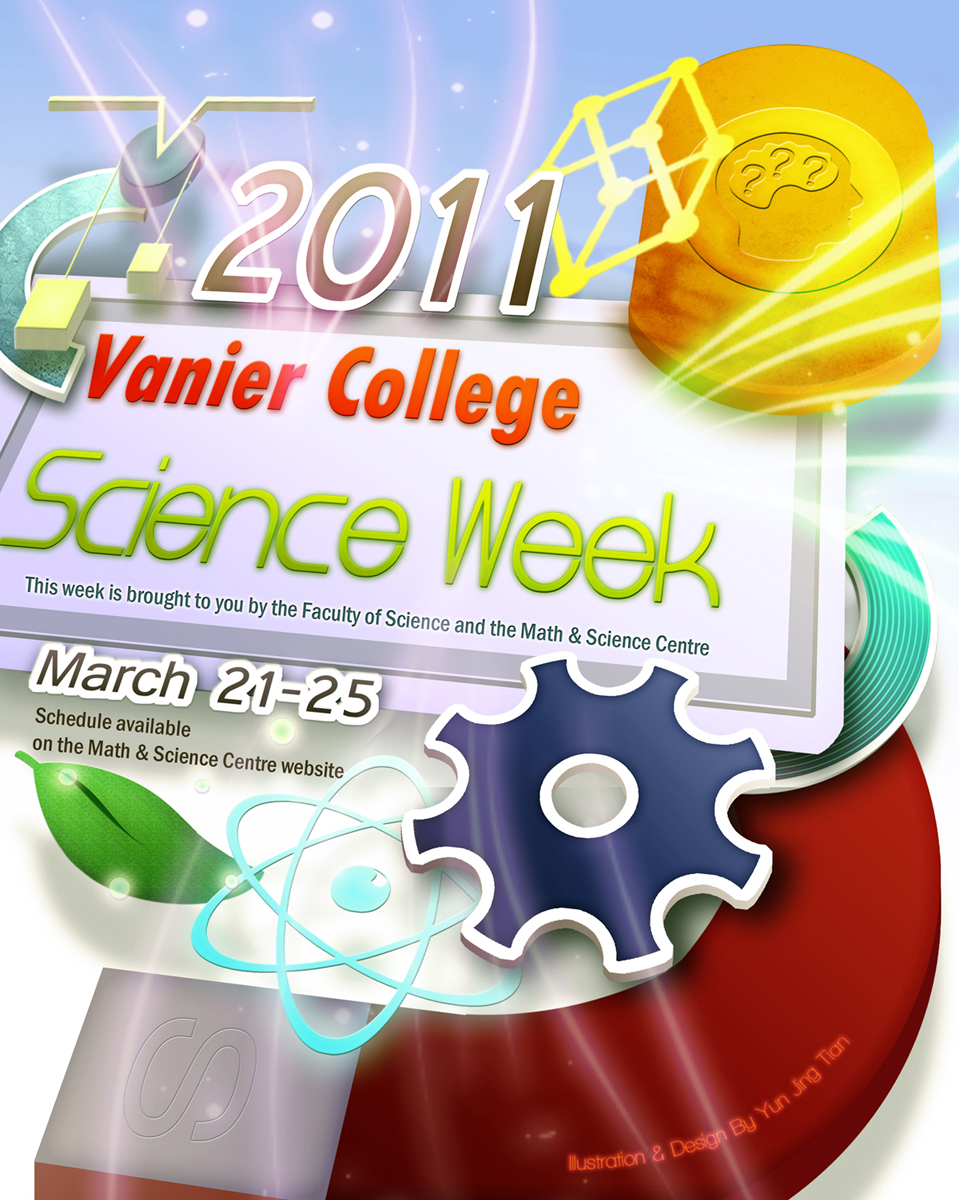 2011
Vanier College
Science Week
This week is brought to you by the Faculty of Science and the Math & Science Centre
March 21-25
Schedule available
on the Math & Science Centre website
???
S
Illustration & Design By Yun Jing Tian